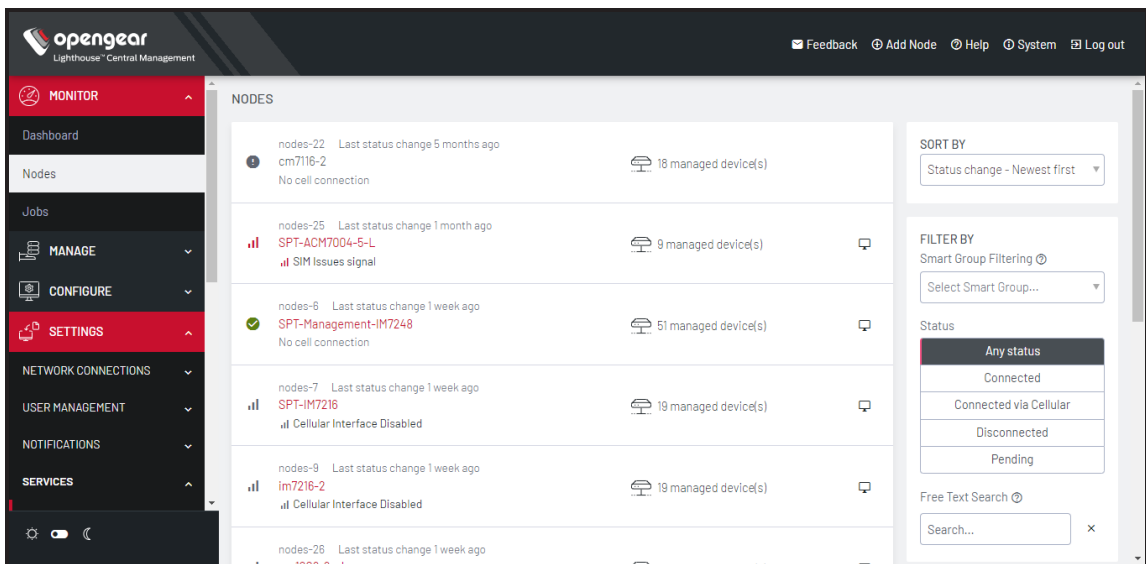 opengear
Lighthouse™ Central Management
Feedback Add Node Help System Log out
MONITOR
Dashboard
Nodes
Jobs
MANAGE
CONFIGURE
SETTINGS
NETWORK CONNECTIONS
USER MANAGEMENT
NOTIFICATIONS
SERVICES
NODES
nodes-22 Last status change 5 months ago
cm7116-2
No cell connection
18 managed device(s)
nodes-25 Last status change 1 month ago
SPT-ACM7004-5-L
SIM Issues signal
9 managed device(s)
nodes-6 Last status change 1 week ago
SPT-Management-IM7248
No cell connection
51 managed device(s)
nodes-7 Last status change 1 week ago
SPT-IM7216
Cellular Interface Disabled
19 managed device(s)
nodes-9 Last status change 1 week ago
im7216-2
Cellular Interface Disabled
19 managed device(s)
nodes-26 Last status change 1 week ago
SORT BY
Status change - Newest first
FILTER BY
Smart Group Filtering
Select Smart Group...
Status
Any status
Connected
Connected via Cellular
Disconnected
Pending
Free Text Search
Search...